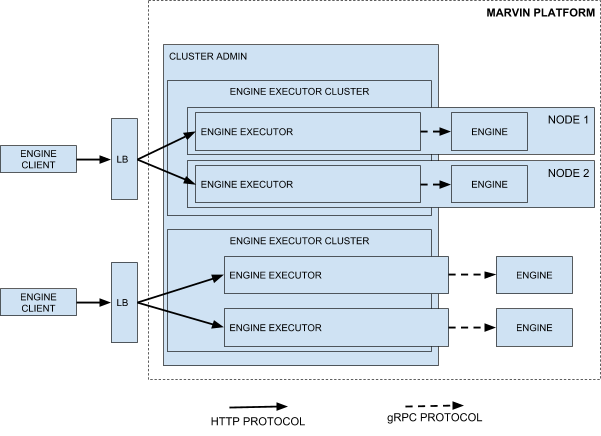 MARVIN PLATFORM
CLUSTER ADMIN
ENGINE EXECUTOR CLUSTER
ENGINE EXECUTOR
ENGINE
NODE 1
ENGINE
CLIENT
LB
ENGINE EXECUTOR
ENGINE
NODE 2
ENGINE EXECUTOR CLUSTER
ENGINE EXECUTOR
ENGINE
ENGINE
CLIENT
LB
ENGINE EXECUTOR
ENGINE
HTTP PROTOCOL
gRPC PROTOCOL